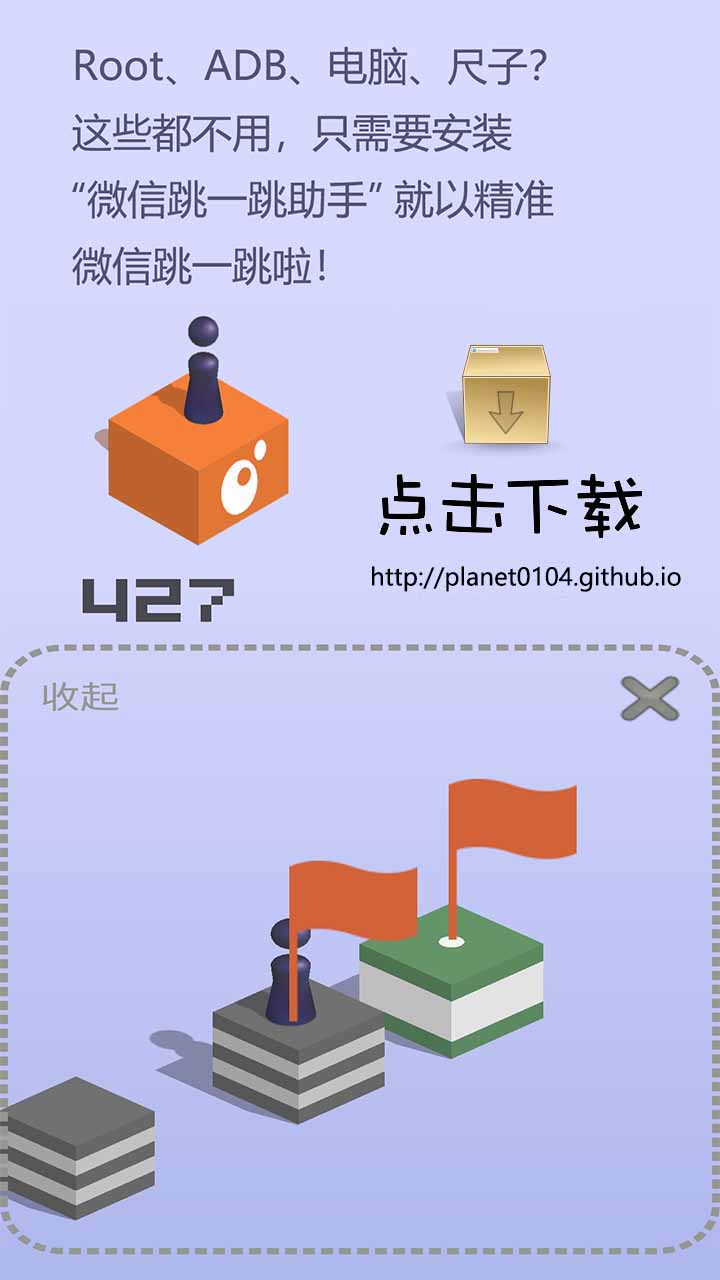 Root、ADB、电脑、尺子？
这些都不用，只需要安装
“微信跳一跳助手”就以精准
微信跳一跳啦！
点击下载
http://planet0104.github.io
427
收起